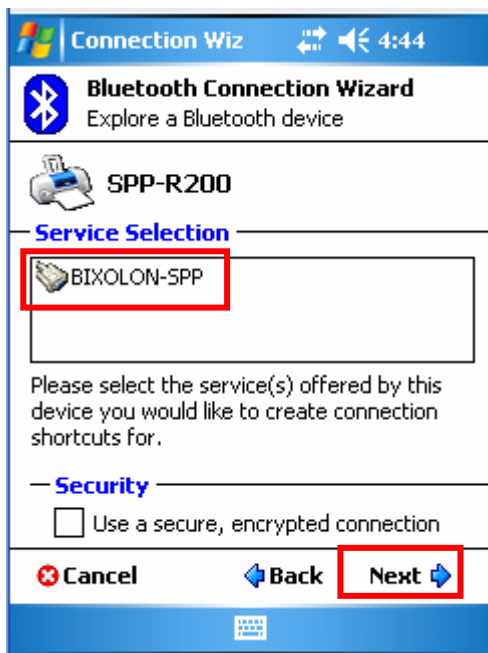 Connection Wiz 4:44
Bluetooth Connection Wizard
Explore a Bluetooth device
SPP-R200
Service Selection
BIXOLON-SPP
Please select the service(s) offered by this
device you would like to create connection
shortcuts for.
Security
Use a secure, encrypted connection
Cancel Back Next